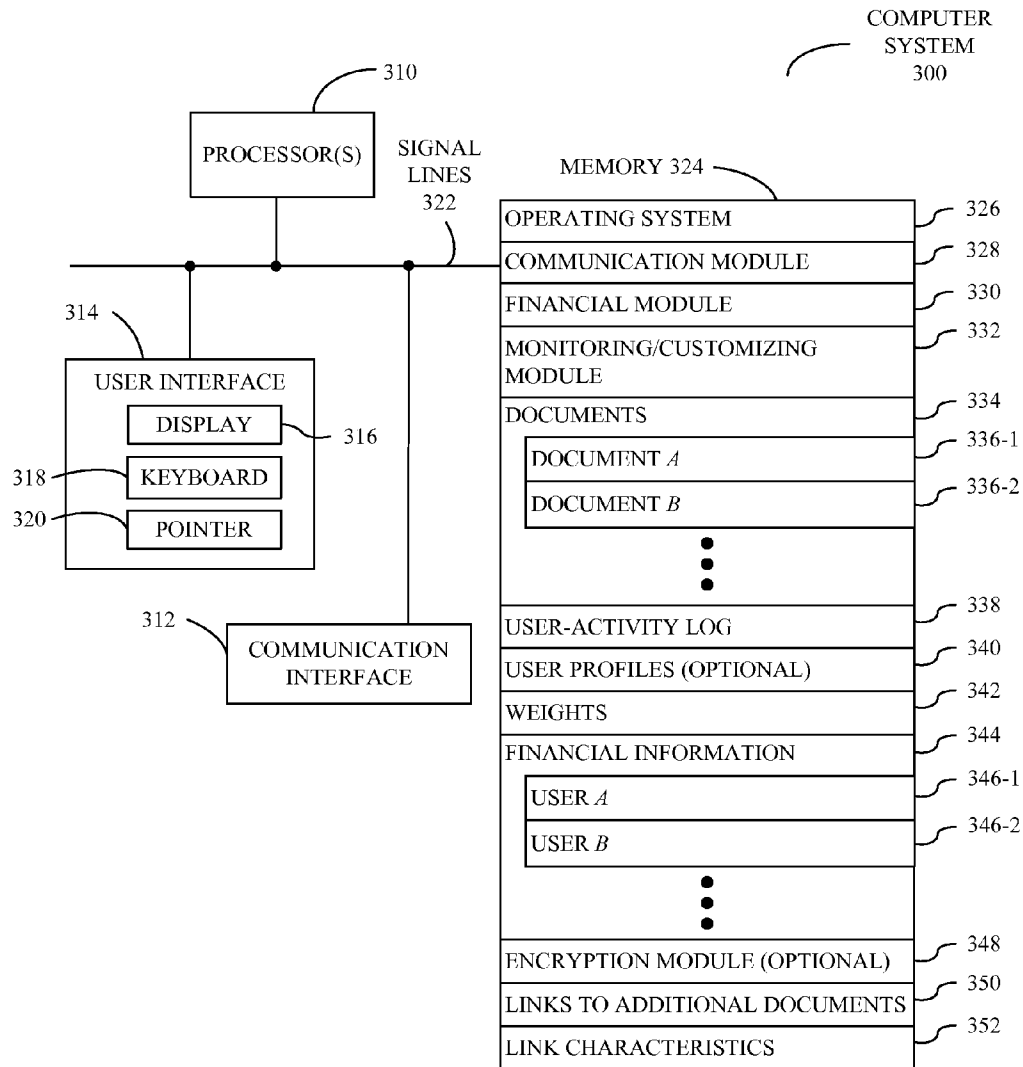 COMPUTER
SYSTEM
300
310
PROCESSOR(S)
SIGNAL
LINES
322
MEMORY 324
OPERATING SYSTEM
326
COMMUNICATION MODULE
328
FINANCIAL MODULE
330
MONITORING/CUSTOMIZING
MODULE
332
DOCUMENTS
334
DOCUMENT A
336-1
DOCUMENT B
336-2
314
USER INTERFACE
DISPLAY
316
318
KEYBOARD
320
POINTER
312
COMMUNICATION
INTERFACE
USER-ACTIVITY LOG
338
USER PROFILES (OPTIONAL)
340
WEIGHTS
342
FINANCIAL INFORMATION
344
USER A
346-1
USER B
346-2
ENCRYPTION MODULE (OPTIONAL)
348
LINKS TO ADDITIONAL DOCUMENTS
350
LINK CHARACTERISTICS
352